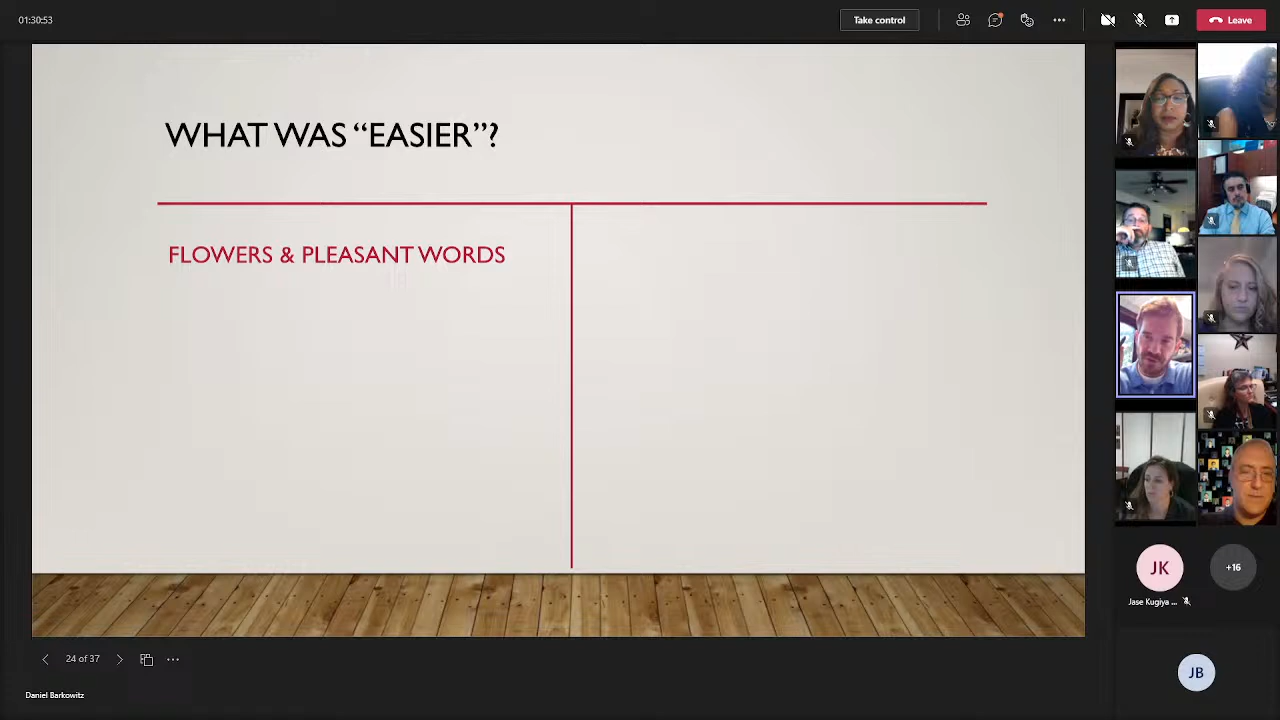 01:30:53
Take control
Leave
WHAT WAS “EASIER”?
FLOWERS & PLEASANT WORDS
JK
+16
Jase Kugiya ...
24 of 37
JB
Daniel Barkowitz